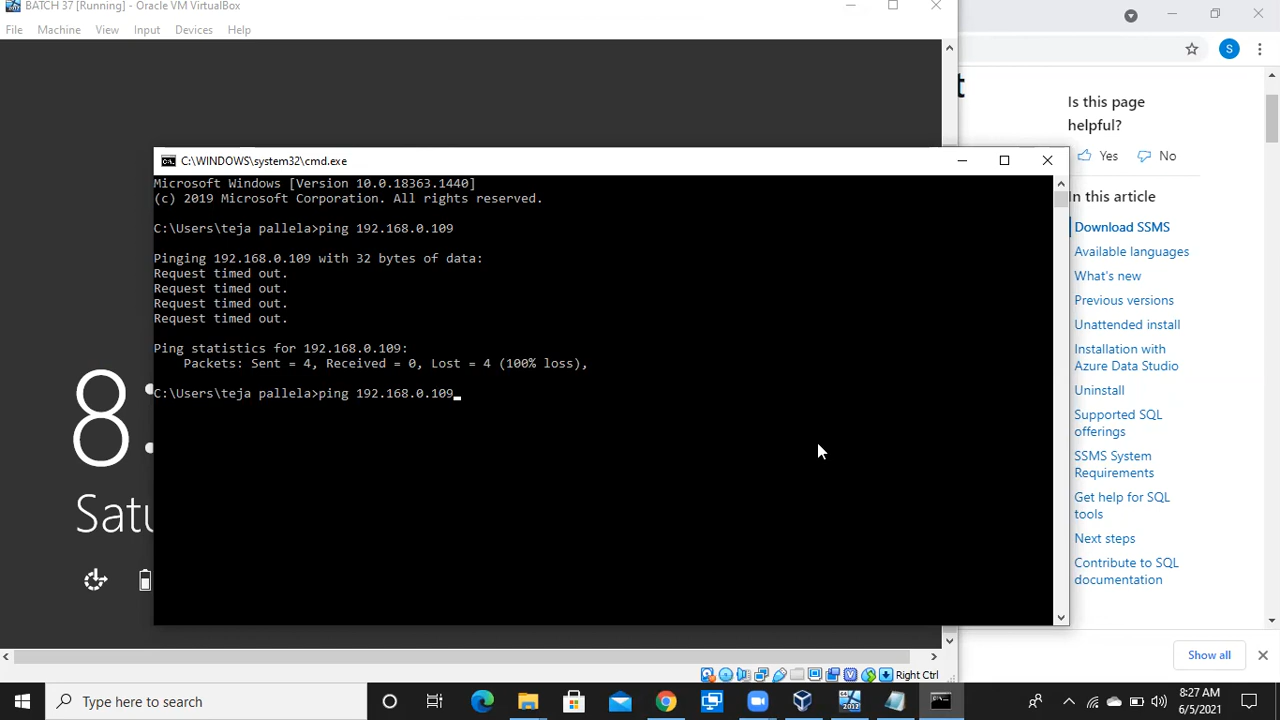 BATCH 37 [Running] - Oracle VM VirtualBox
File Machine View Input Devices Help
S
t
Is this page
helpful?
Yes No
C:\WINDOWS\system32\cmd.exe
Microsoft Windows [Version 10.0.18363.1440]
(c) 2019 Microsoft Corporation. All rights reserved.
C:\Users\teja pallela>ping 192.168.0.109
Pinging 192.168.0.109 with 32 bytes of data:
Request timed out.
Request timed out.
Request timed out.
Request timed out.
Ping statistics for 192.168.0.109:
Packets: Sent = 4, Received = 0, Lost = 4 (100% loss),
C:\Users\teja pallela>ping 192.168.0.109
In this article
Download SSMS
Available languages
What's new
Previous versions
Unattended install
Installation with
Azure Data Studio
Uninstall
Supported SQL
offerings
SSMS System
Requirements
Get help for SQL
tools
Next steps
Contribute to SQL
documentation
8:
Satu
Show all
Right Ctrl
Type here to search
2012
8:27 AM
6/5/2021